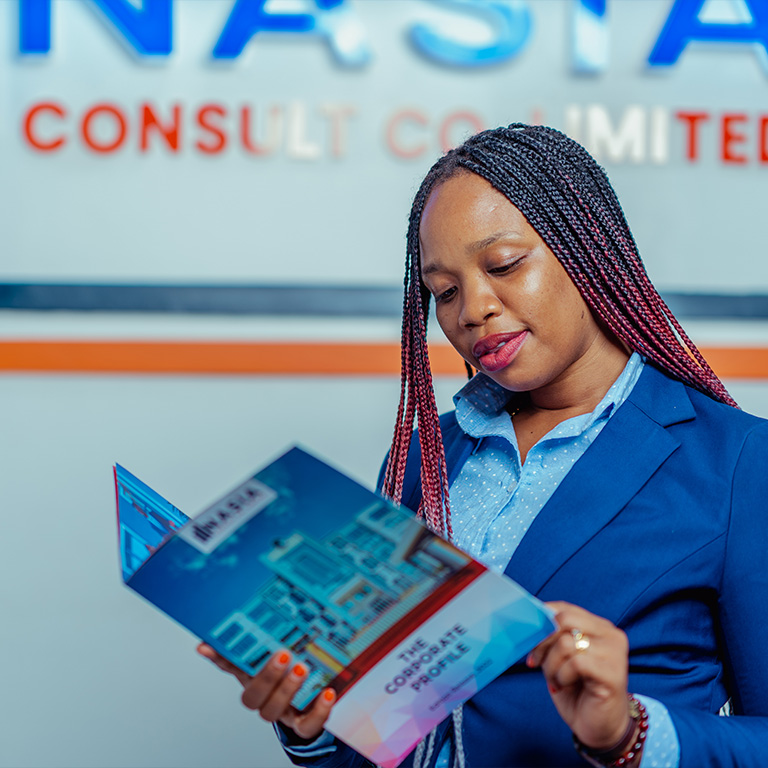 NASIA
CONSULT CO. LIMITED
NASIA
THE
CORPORATE
PROFILE